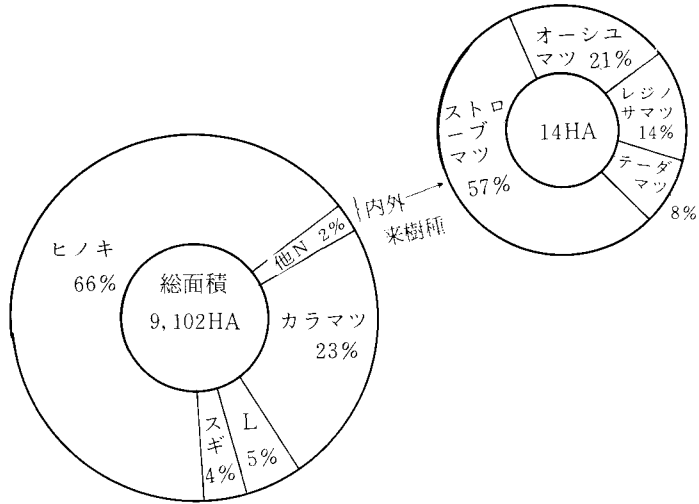 オーシユ
マツ 21%
レジノ
サマツ
14%
テーダ
マツ
8%
ストロ
ーブ
マツ
57%
14HA
内外
来樹種
他N 2%
ヒノキ
66%
総面積
9,102HA
カラマツ
23%
L
5%
スギ
4%